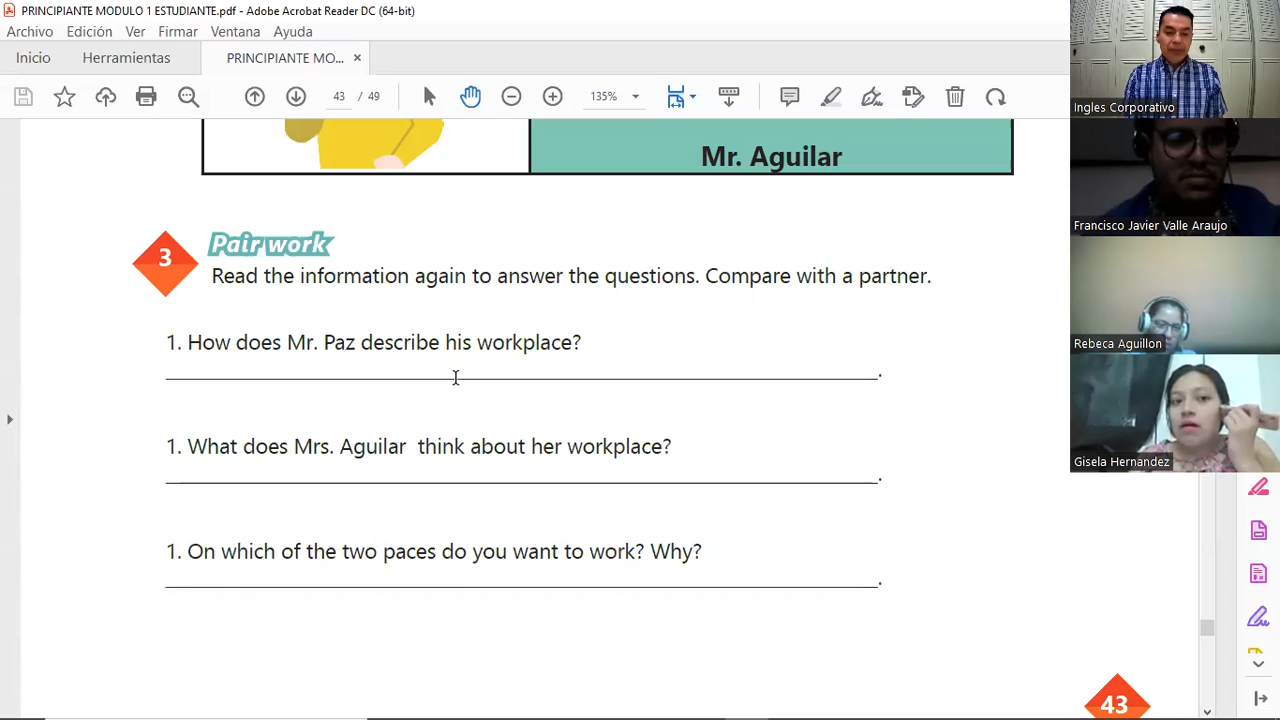 PRINCIPIANTE MODULO 1 ESTUDIANTE.pdf - Adobe Acrobat Reader DC (64-bit)
Archivo Edición Ver Firmar Ventana Ayuda
Inicio Herramientas PRINCIPIANTE MO... ×
43 / 49 135%
Mr. Aguilar
3 Pair work
Read the information again to answer the questions. Compare with a partner.
1. How does Mr. Paz describe his workplace?
1. What does Mrs. Aguilar think about her workplace?
1. On which of the two paces do you want to work? Why?
43
Ingles Corporativo
Francisco Javier Valle Araujo
Rebeca Aguillon
Gisela Hernandez